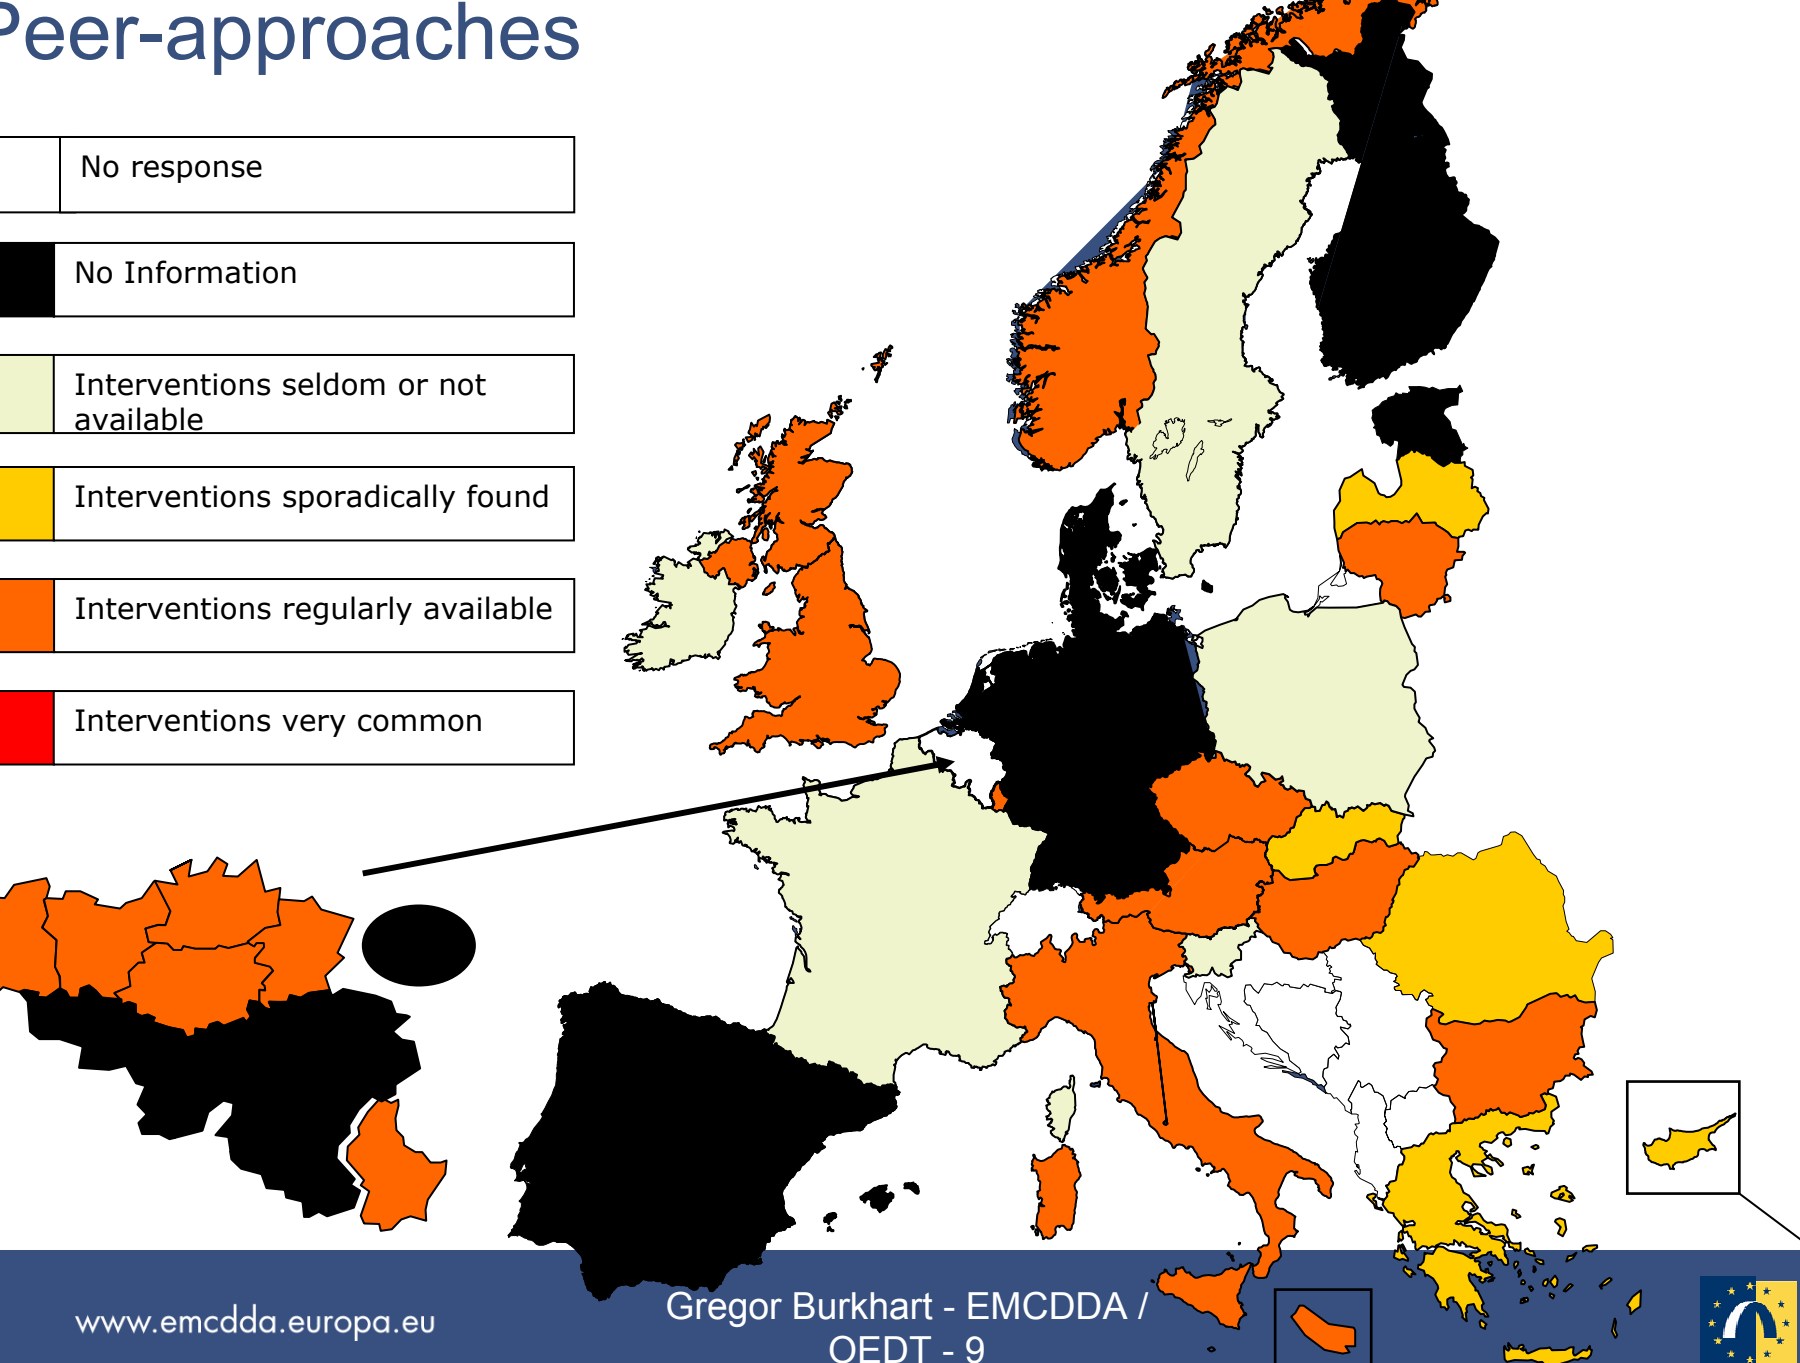 Peer-approaches
No response
No Information
Interventions seldom or not
available
Interventions sporadically found
Interventions regularly available
Interventions very common
www.emcdda.europa.eu
Gregor Burkhart - EMCDDA /
OEDT - 9